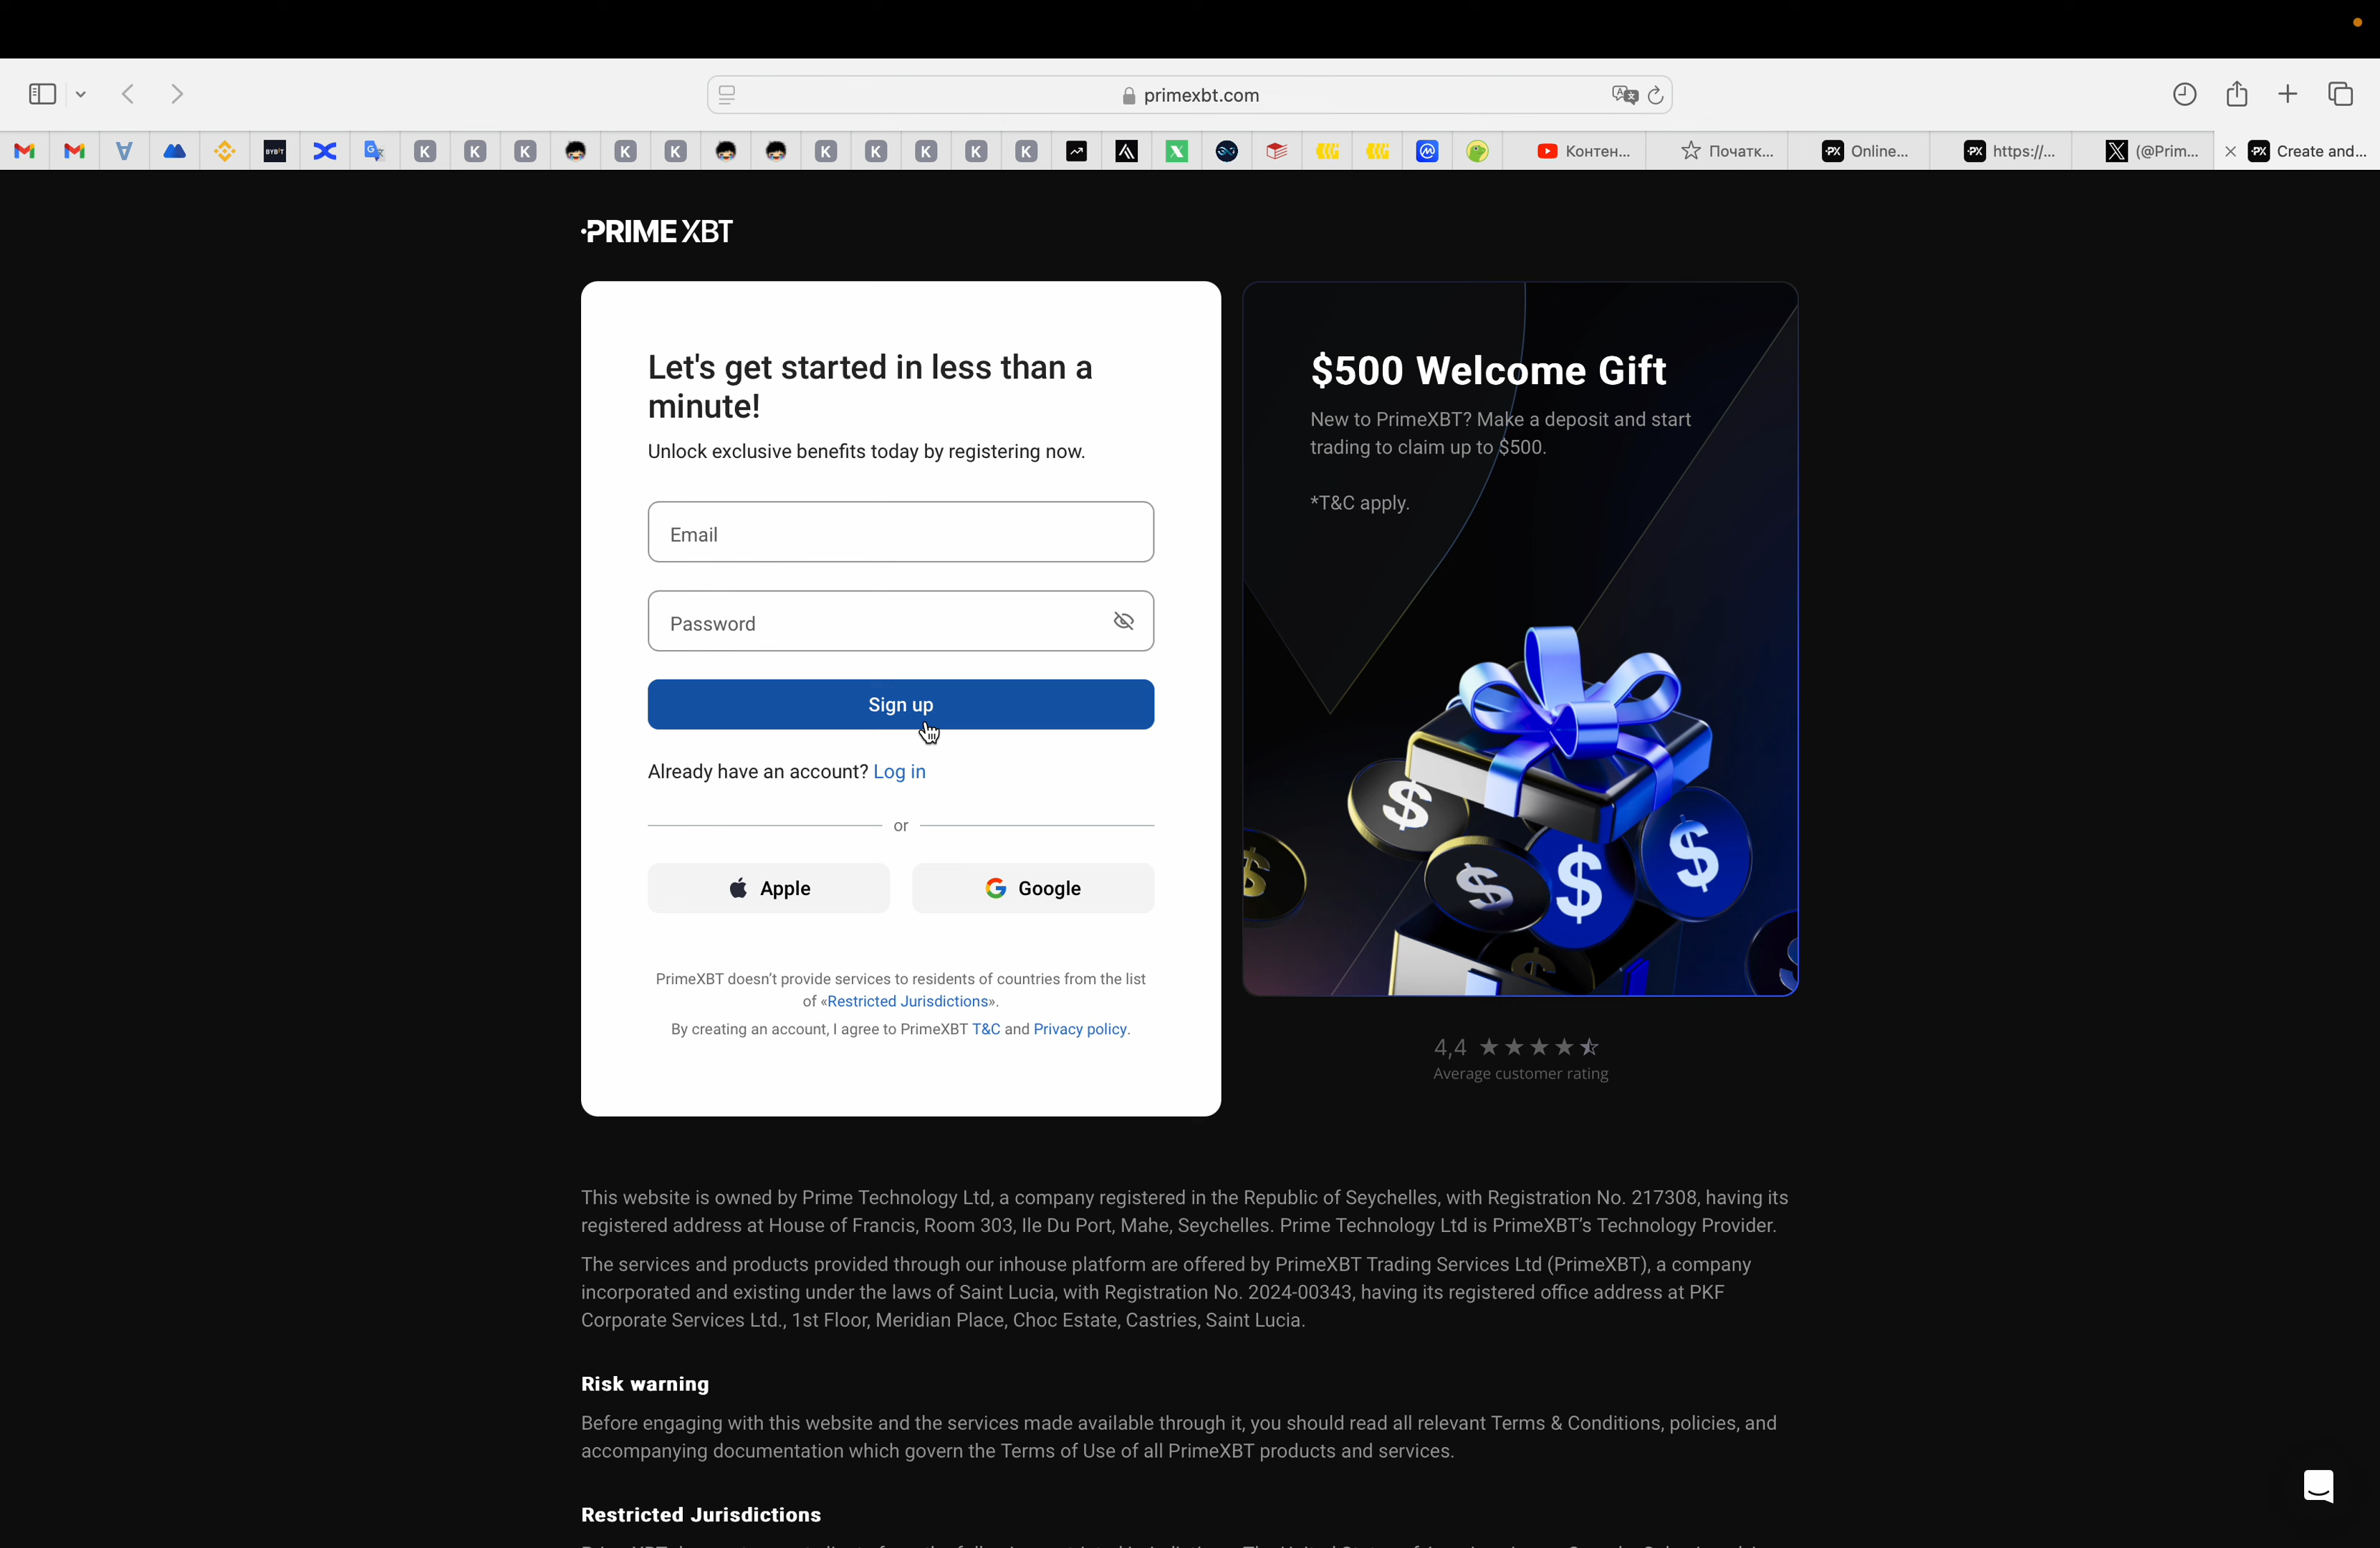 primexbt.com
BYBIT
K K K K K K K K K K
Контен...
Початк...
PX Online...
PX https://...
(@Prim...
PX Create and...
·PRIME XBT
Let's get started in less than a
minute!
Unlock exclusive benefits today by registering now.
Email
Password
Sign up
Already have an account? Log in
or
Apple
Google
PrimeXBT doesn’t provide services to residents of countries from the list
of «Restricted Jurisdictions».
By creating an account, I agree to PrimeXBT T&C and Privacy policy.
$500 Welcome Gift
New to PrimeXBT? Make a deposit and start
trading to claim up to $500.
*T&C apply.
4,4
Average customer rating
This website is owned by Prime Technology Ltd, a company registered in the Republic of Seychelles, with Registration No. 217308, having its
registered address at House of Francis, Room 303, Ile Du Port, Mahe, Seychelles. Prime Technology Ltd is PrimeXBT’s Technology Provider.
The services and products provided through our inhouse platform are offered by PrimeXBT Trading Services Ltd (PrimeXBT), a company
incorporated and existing under the laws of Saint Lucia, with Registration No. 2024-00343, having its registered office address at PKF
Corporate Services Ltd., 1st Floor, Meridian Place, Choc Estate, Castries, Saint Lucia.
Risk warning
Before engaging with this website and the services made available through it, you should read all relevant Terms & Conditions, policies, and
accompanying documentation which govern the Terms of Use of all PrimeXBT products and services.
Restricted Jurisdictions